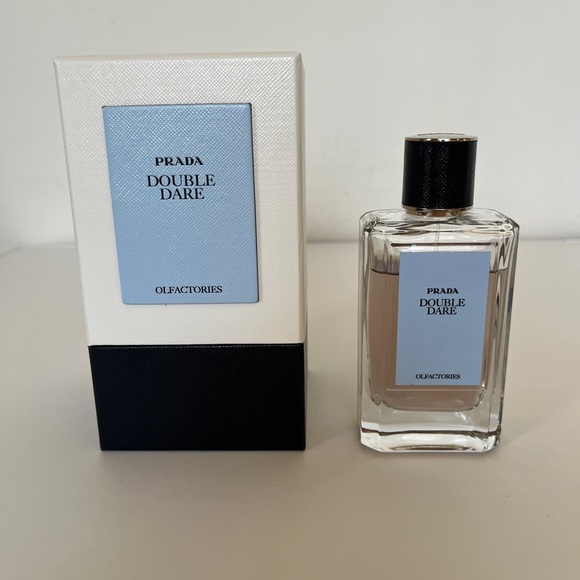 PRADA
DOUBLE
DARE
OLFACTORIES
PRADA
DOUBLE
DARE
OLFACTORIES